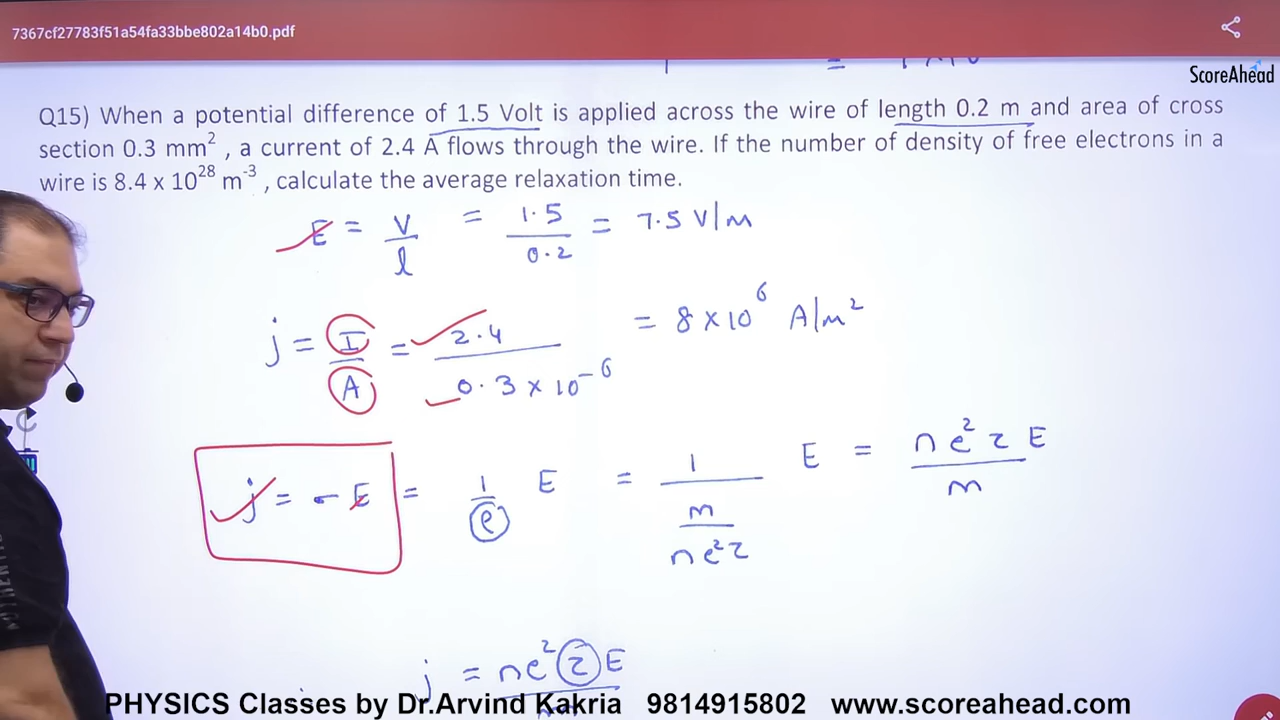 7367cf27783f51a54fa33bbe802a14b0.pdf
ScoreAhead
Q15) When a potential difference of 1.5 Volt is applied across the wire of length 0.2 m and area of cross
section 0.3 mm² , a current of 2.4 A flows through the wire. If the number of density of free electrons in a
wire is 8.4 x 10²⁸ m⁻³ , calculate the average relaxation time.
E = V/l = 1.5/0.2 = 7.5 V/m
j = I/A = 2.4/(0.3 × 10⁻⁶) = 8 × 10⁶ A/m²
j = σ E = 1/ρ E = 1/(m/(ne²τ)) E = ne²τE/m
j = ne²τE
PHYSICS Classes by Dr.Arvind Kakria 9814915802 www.scoreahead.com